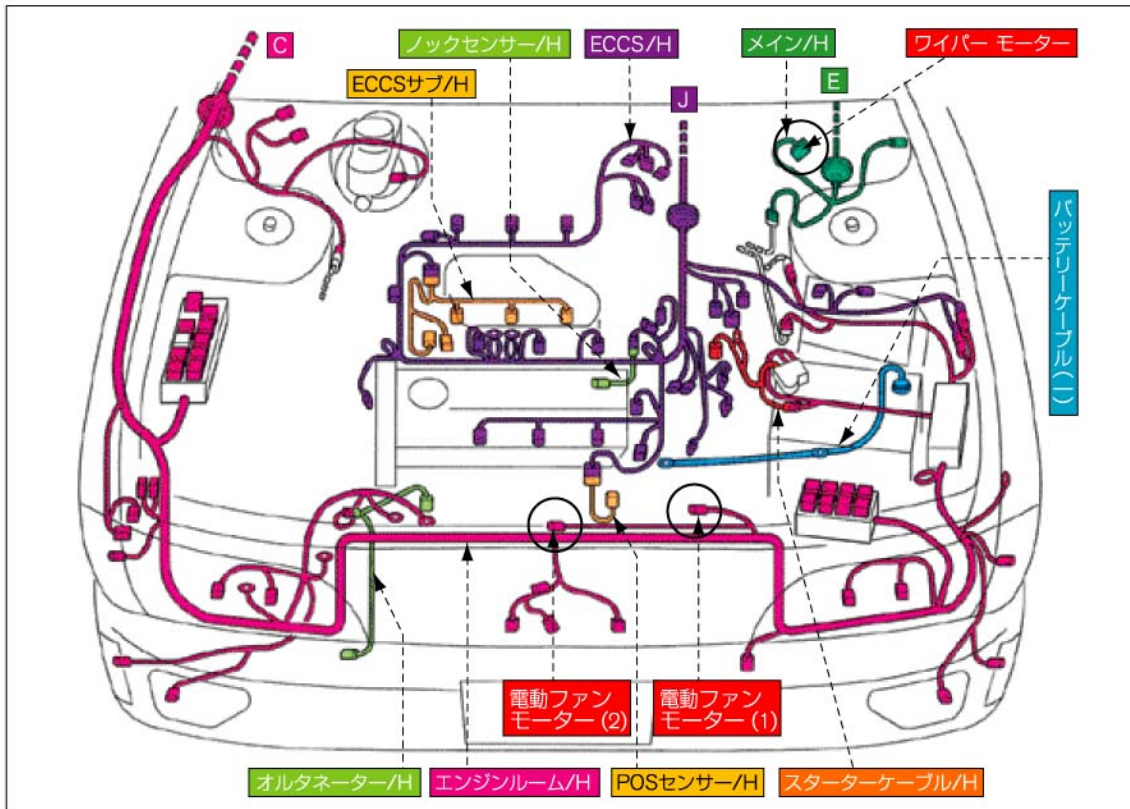 C
ノックセンサー/H
ECCS/H
メイン/H
ワイパー モーター
ECCSサブ/H
J
E
バッテリーケーブル(—)
電動ファン
モーター(2)
電動ファン
モーター(1)
オルタネーター/H
エンジンルーム/H
POSセンサー/H
スターターケーブル/H